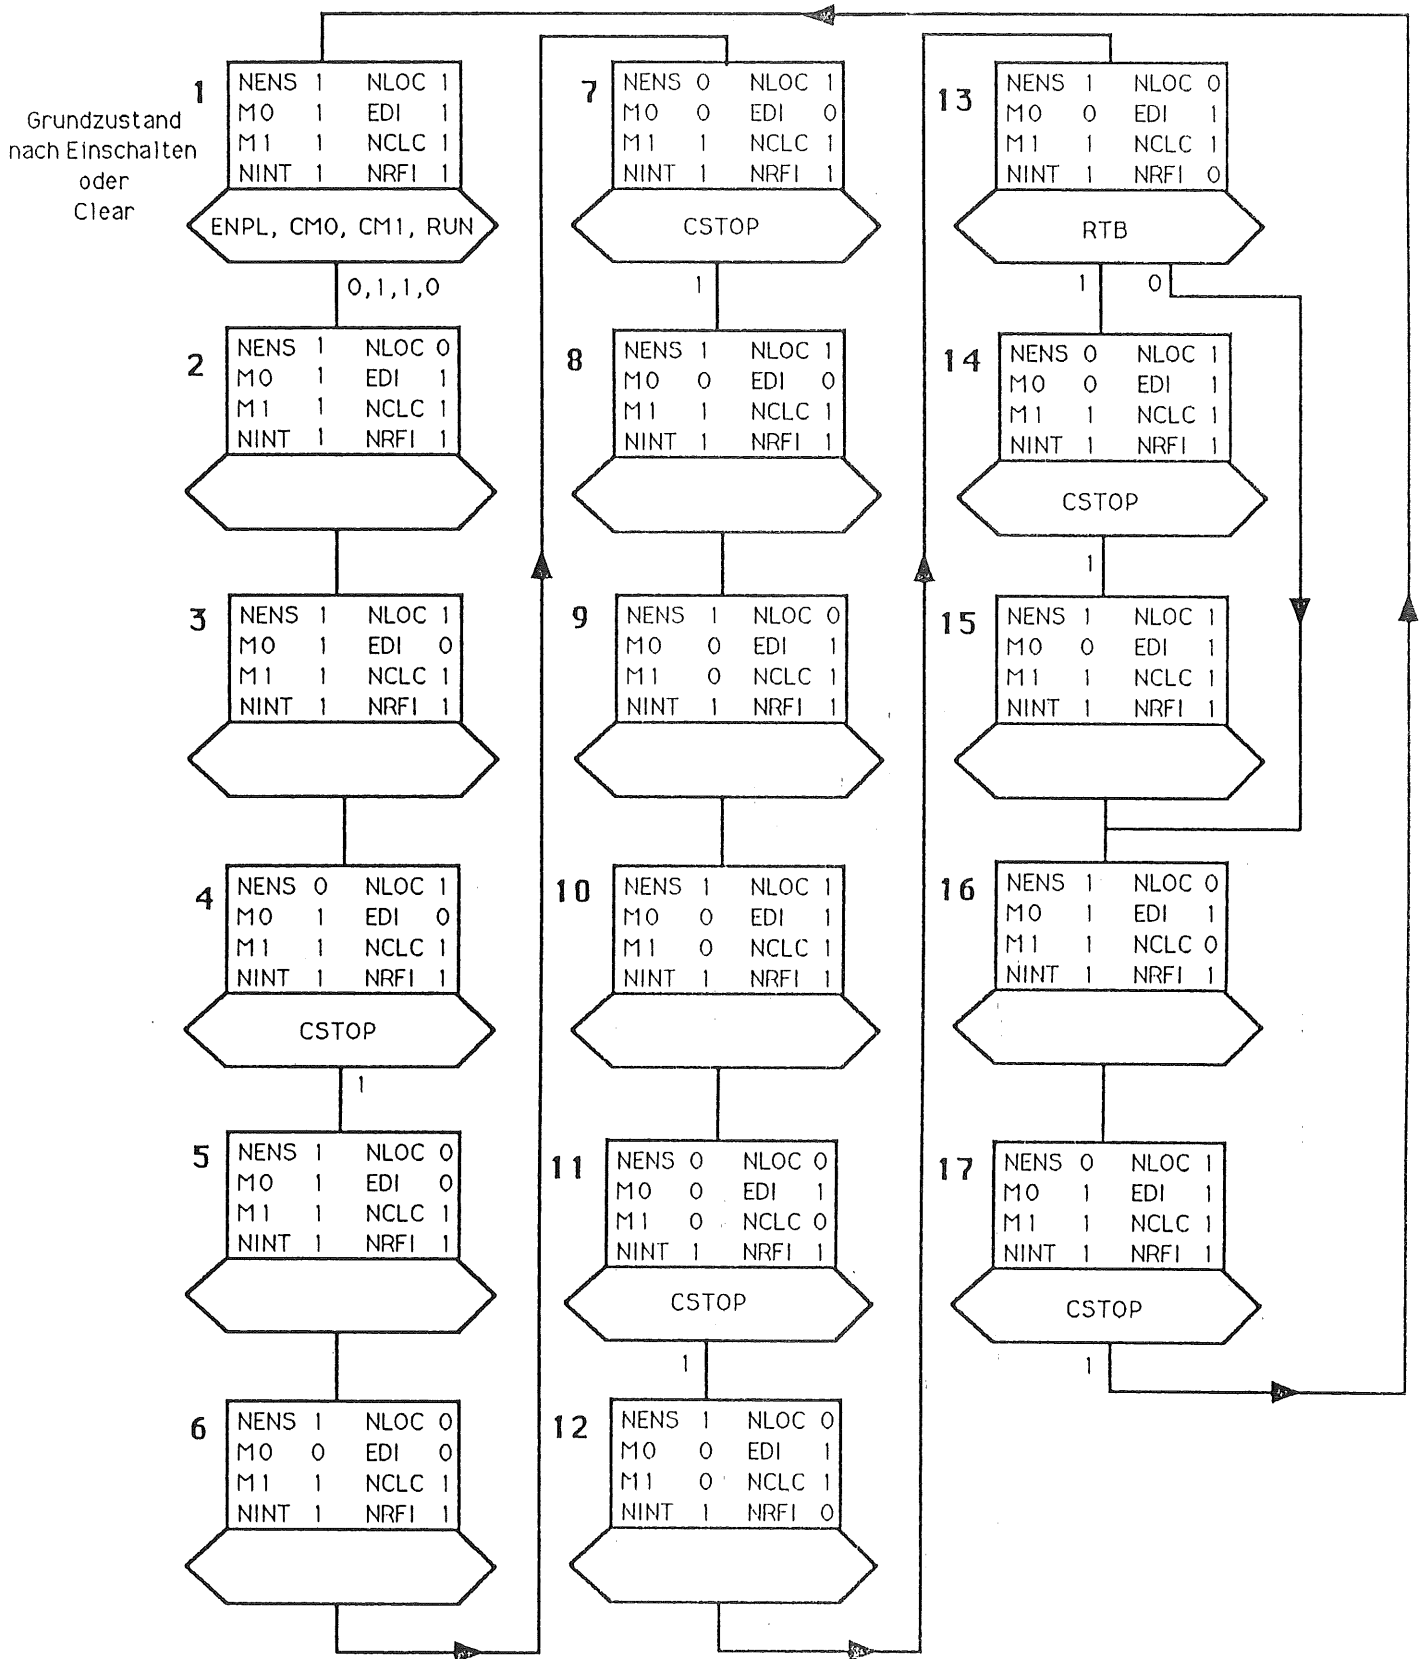 1
Grundzustand
nach Einschalten
oder
Clear
NENS 1 NLOC 1
M0 1 EDI 1
M1 1 NCLC 1
NINT 1 NRFI 1
ENPL, CM0, CM1, RUN
0,1,1,0
2
NENS 1 NLOC 0
M0 1 EDI 1
M1 1 NCLC 1
NINT 1 NRFI 1
3
NENS 1 NLOC 1
M0 1 EDI 0
M1 1 NCLC 1
NINT 1 NRFI 1
4
NENS 0 NLOC 1
M0 1 EDI 0
M1 1 NCLC 1
NINT 1 NRFI 1
CSTOP
1
5
NENS 1 NLOC 0
M0 1 EDI 0
M1 1 NCLC 1
NINT 1 NRFI 1
6
NENS 1 NLOC 0
M0 0 EDI 0
M1 1 NCLC 1
NINT 1 NRFI 1
7
NENS 0 NLOC 1
M0 0 EDI 0
M1 1 NCLC 1
NINT 1 NRFI 1
CSTOP
1
8
NENS 1 NLOC 1
M0 0 EDI 0
M1 1 NCLC 1
NINT 1 NRFI 1
9
NENS 1 NLOC 0
M0 0 EDI 1
M1 0 NCLC 1
NINT 1 NRFI 1
10
NENS 1 NLOC 1
M0 0 EDI 1
M1 0 NCLC 1
NINT 1 NRFI 1
11
NENS 0 NLOC 0
M0 0 EDI 1
M1 0 NCLC 0
NINT 1 NRFI 1
CSTOP
1
12
NENS 1 NLOC 0
M0 0 EDI 1
M1 0 NCLC 1
NINT 1 NRFI 0
13
NENS 1 NLOC 0
M0 0 EDI 1
M1 1 NCLC 1
NINT 1 NRFI 0
RTB
1 0
14
NENS 0 NLOC 1
M0 0 EDI 1
M1 1 NCLC 1
NINT 1 NRFI 1
CSTOP
1
15
NENS 1 NLOC 1
M0 0 EDI 1
M1 1 NCLC 1
NINT 1 NRFI 1
16
NENS 1 NLOC 0
M0 1 EDI 1
M1 1 NCLC 0
NINT 1 NRFI 1
17
NENS 0 NLOC 1
M0 1 EDI 1
M1 1 NCLC 1
NINT 1 NRFI 1
CSTOP
1